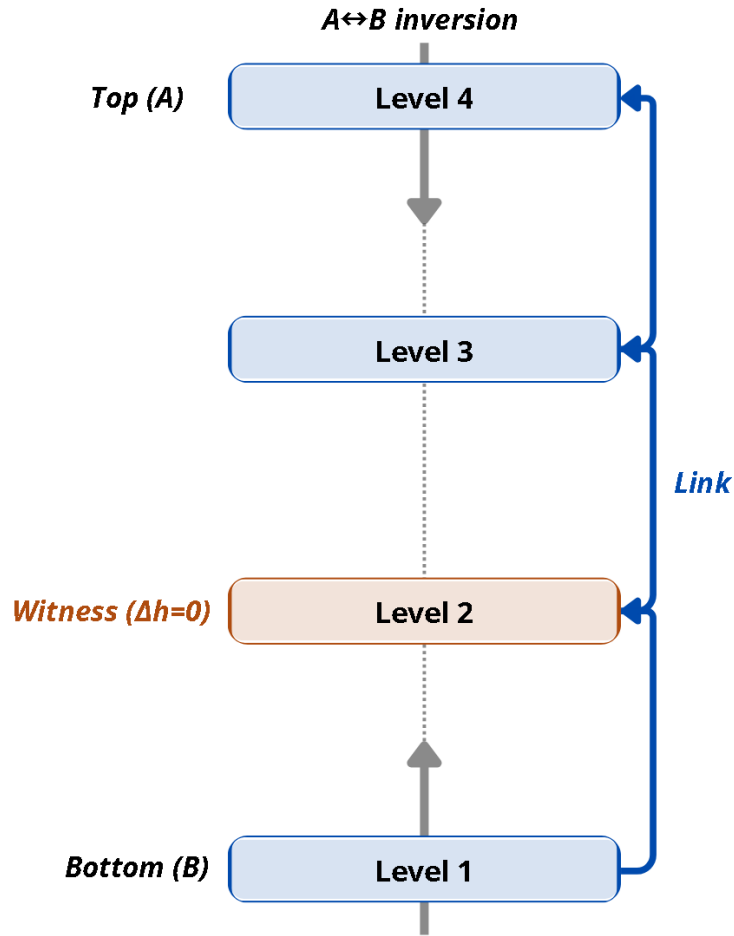 A↔B inversion
Top (A)
Level 4
Level 3
Link
Witness (Δh=0)
Level 2
Bottom (B)
Level 1